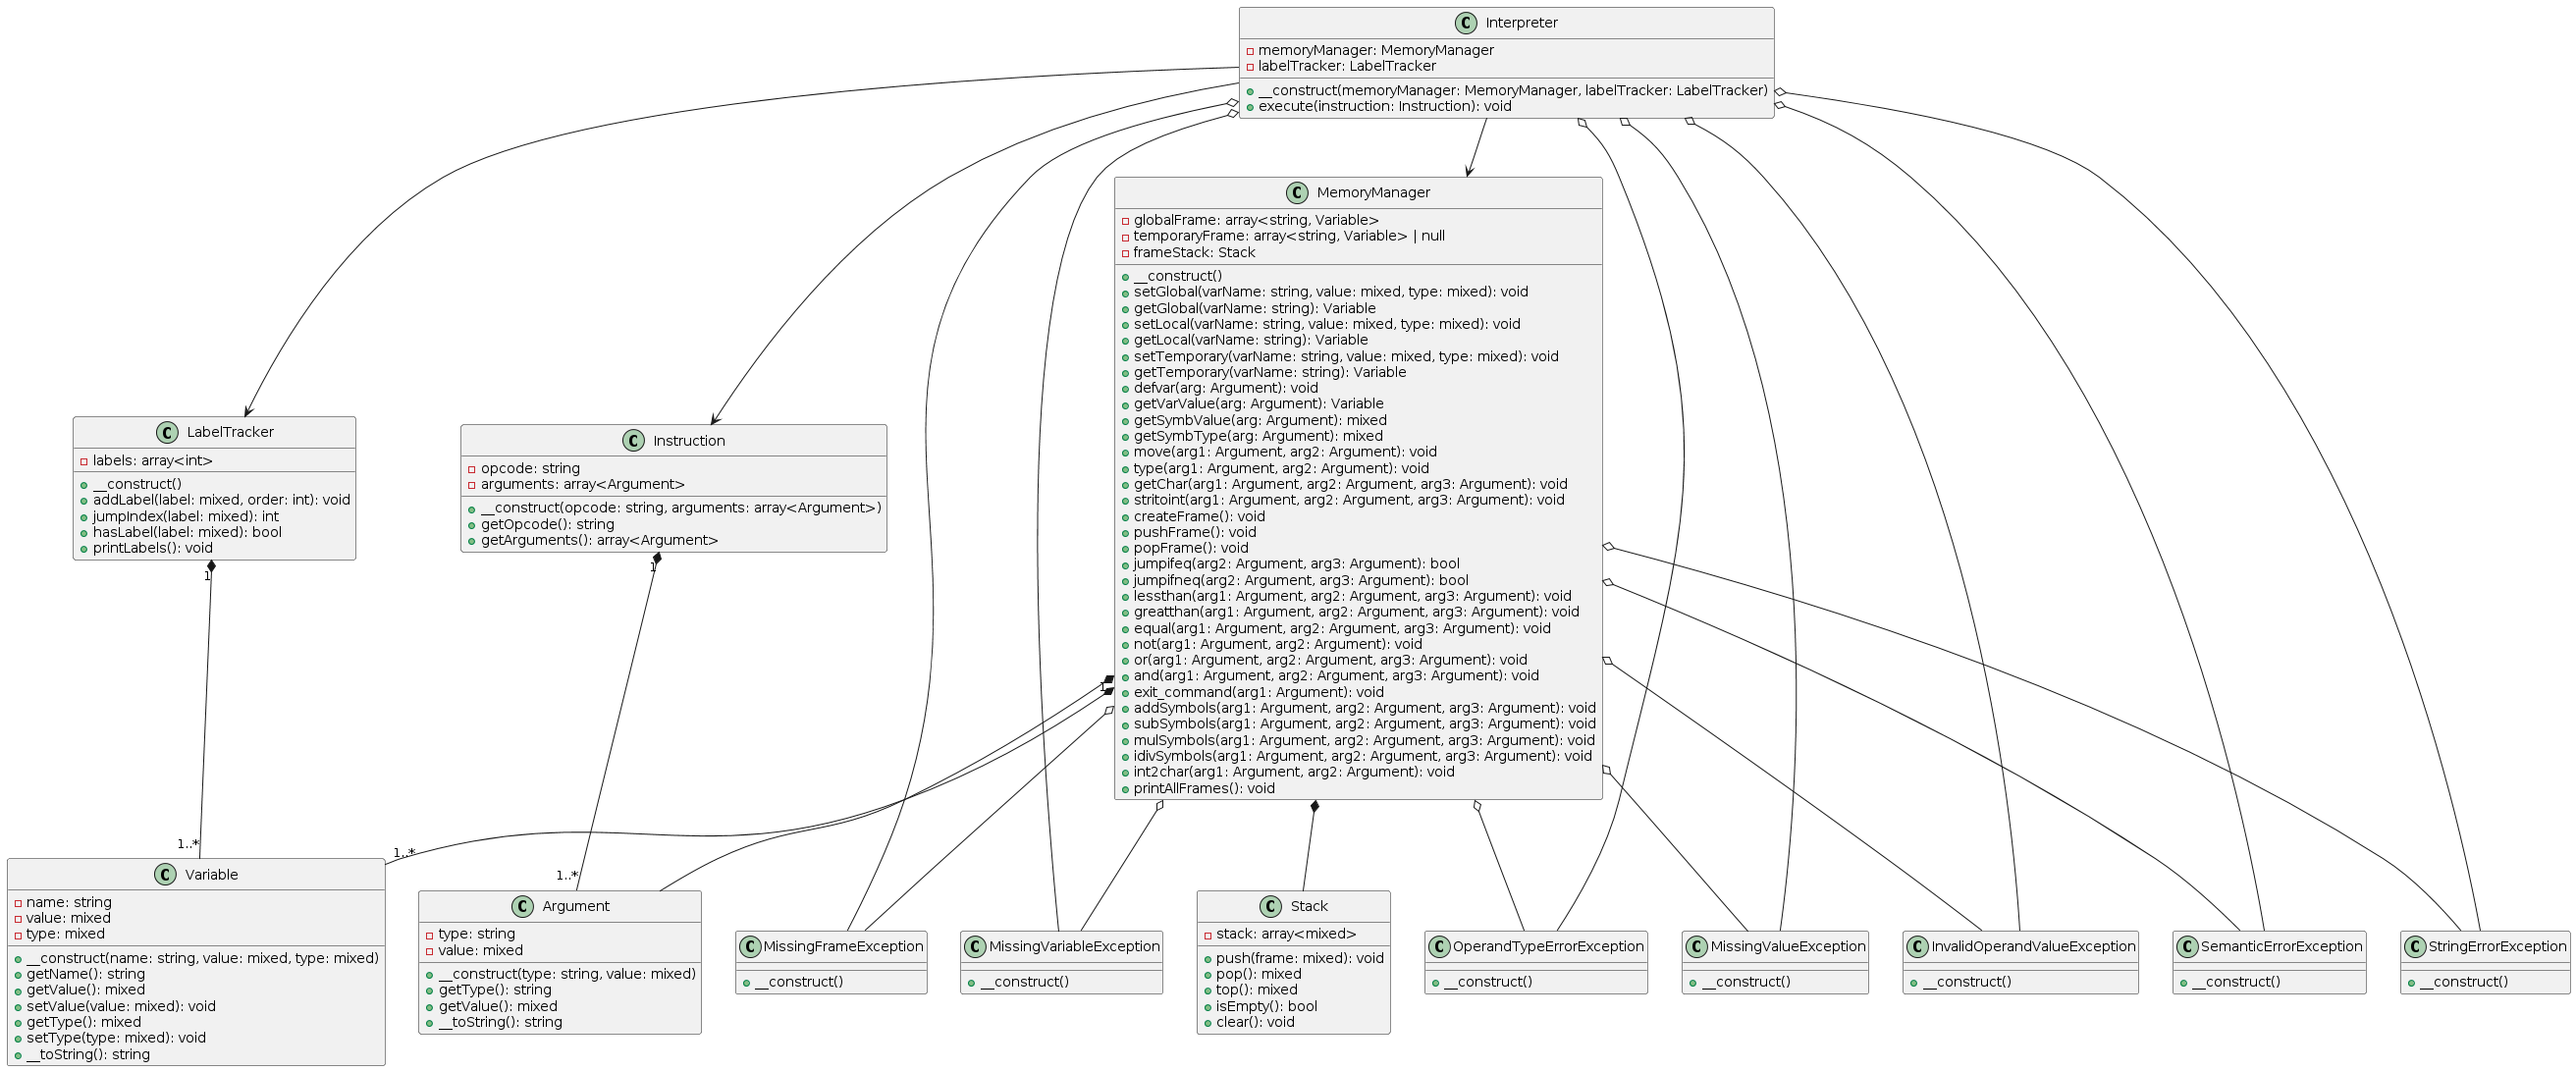 C Interpreter
memoryManager: MemoryManager
labelTracker: LabelTracker
__construct(memoryManager: MemoryManager, labelTracker: LabelTracker)
execute(instruction: Instruction): void
C MemoryManager
globalFrame: array<string, Variable>
temporaryFrame: array<string, Variable> | null
frameStack: Stack
__construct()
setGlobal(varName: string, value: mixed, type: mixed): void
getGlobal(varName: string): Variable
setLocal(varName: string, value: mixed, type: mixed): void
getLocal(varName: string): Variable
setTemporary(varName: string, value: mixed, type: mixed): void
getTemporary(varName: string): Variable
defvar(arg: Argument): void
getVarValue(arg: Argument): Variable
getSymbValue(arg: Argument): mixed
getSymbType(arg: Argument): mixed
move(arg1: Argument, arg2: Argument): void
type(arg1: Argument, arg2: Argument): void
getChar(arg1: Argument, arg2: Argument, arg3: Argument): void
stritoint(arg1: Argument, arg2: Argument, arg3: Argument): void
createFrame(): void
pushFrame(): void
popFrame(): void
jumpifeq(arg2: Argument, arg3: Argument): bool
jumpifneq(arg2: Argument, arg3: Argument): bool
lessthan(arg1: Argument, arg2: Argument, arg3: Argument): void
greatthan(arg1: Argument, arg2: Argument, arg3: Argument): void
equal(arg1: Argument, arg2: Argument, arg3: Argument): void
not(arg1: Argument, arg2: Argument): void
or(arg1: Argument, arg2: Argument, arg3: Argument): void
and(arg1: Argument, arg2: Argument, arg3: Argument): void
exit_command(arg1: Argument): void
addSymbols(arg1: Argument, arg2: Argument, arg3: Argument): void
subSymbols(arg1: Argument, arg2: Argument, arg3: Argument): void
mulSymbols(arg1: Argument, arg2: Argument, arg3: Argument): void
idivSymbols(arg1: Argument, arg2: Argument, arg3: Argument): void
int2char(arg1: Argument, arg2: Argument): void
printAllFrames(): void
1
C LabelTracker
labels: array<int>
__construct()
addLabel(label: mixed, order: int): void
jumpIndex(label: mixed): int
hasLabel(label: mixed): bool
printLabels(): void
1
C Instruction
opcode: string
arguments: array<Argument>
__construct(opcode: string, arguments: array<Argument>)
getOpcode(): string
getArguments(): array<Argument>
1
1..*
1..*
1..*
C Variable
name: string
value: mixed
type: mixed
__construct(name: string, value: mixed, type: mixed)
getName(): string
getValue(): mixed
setValue(value: mixed): void
getType(): mixed
setType(type: mixed): void
__toString(): string
C Argument
type: string
value: mixed
__construct(type: string, value: mixed)
getType(): string
getValue(): mixed
__toString(): string
C MissingFrameException
__construct()
C MissingVariableException
__construct()
C Stack
stack: array<mixed>
push(frame: mixed): void
pop(): mixed
top(): mixed
isEmpty(): bool
clear(): void
C OperandTypeErrorException
__construct()
C MissingValueException
__construct()
C InvalidOperandValueException
__construct()
C SemanticErrorException
__construct()
C StringErrorException
__construct()